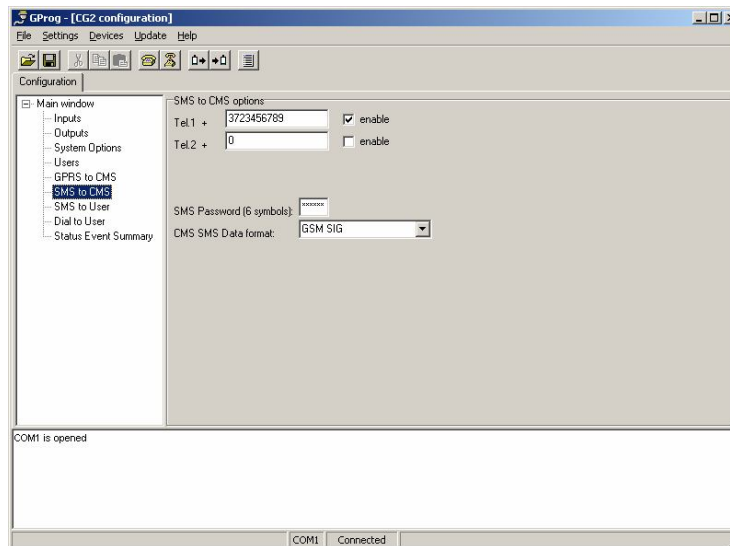 GProg - [CG2 configuration]
File Settings Devices Update Help
Configuration
Main window
Inputs
Outputs
System Options
Users
GPRS to CMS
SMS to CMS
SMS to User
Dial to User
Status Event Summary
SMS to CMS options
Tel.1 + 3723456789 enable
Tel.2 + 0 enable
SMS Password (6 symbols): xxxxxx
CMS SMS Data format: GSM SIG
COM1 is opened
COM1 Connected